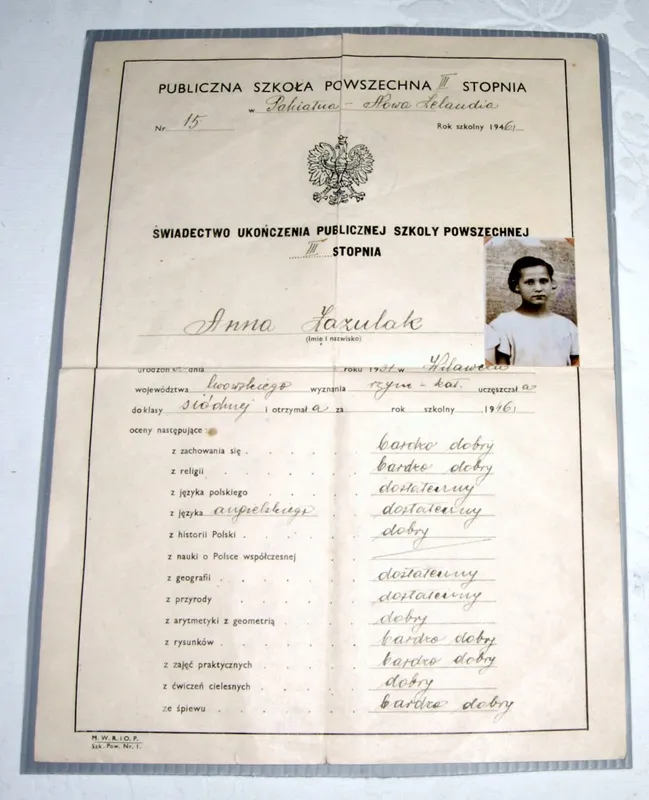 PUBLICZNA SZKOŁA POWSZECHNA III STOPNIA
w Pahiatua - Nowa Zelandia
Nr. 15 Rok szkolny 1946
ŚWIADECTWO UKOŃCZENIA PUBLICZNEJ SZKOŁY POWSZECHNEJ
III STOPNIA
Anna Zazulak
(Imię i nazwisko)
urodzon dnia roku 1931 w
województwa lwowskiego wyznania rzym-kat. uczęszczał a
do klasy siódmej i otrzymał a za rok szkolny 1946
oceny następujące:
z zachowania się bardzo dobry
z religii bardzo dobry
z języka polskiego dostateczny
z języka angielskiego dostateczny
z historii Polski dobry
z nauki o Polsce współczesnej
z geografii dostateczny
z przyrody dostateczny
z arytmetyki z geometrią dobry
z rysunków bardzo dobry
z zajęć praktycznych bardzo dobry
z ćwiczeń cielesnych dobry
ze śpiewu bardzo dobry
M. W. R. i O. P.
Szk. Pow. Nr. 1.